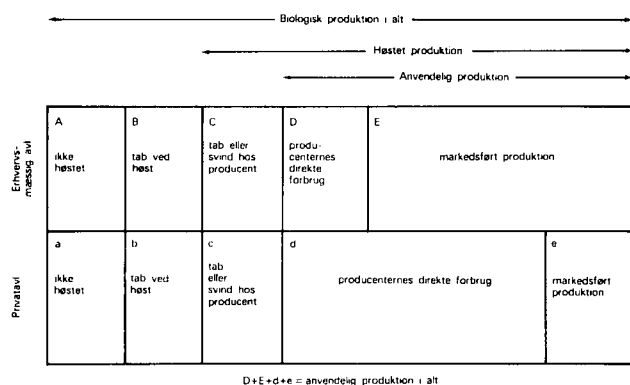 Biologisk produktion i alt
Høstet produktion
Anvendelig produktion
Erhvervs-
mæssig avl
A
ikke
høstet
B
tab ved
høst
C
tab eller
svind hos
producent
D
produ-
centernes
direkte
forbrug
E
markedsført produktion
Privatavl
a
ikke
høstet
b
tab ved
høst
c
tab
eller
svind hos
producent
d
producenternes direkte forbrug
e
markedsført
produktion
D+E+d+e = anvendelig produktion i alt